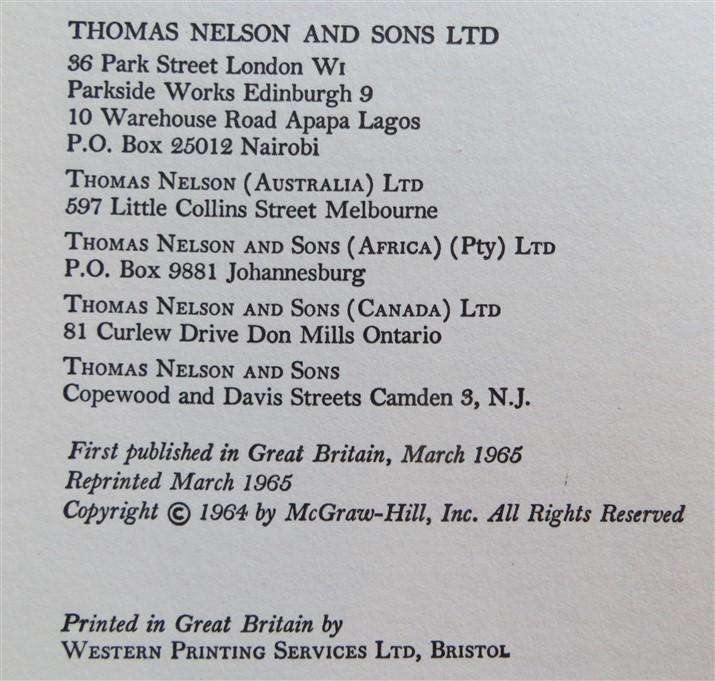 THOMAS NELSON AND SONS LTD
36 Park Street London W1
Parkside Works Edinburgh 9
10 Warehouse Road Apapa Lagos
P.O. Box 25012 Nairobi
THOMAS NELSON (AUSTRALIA) LTD
597 Little Collins Street Melbourne
THOMAS NELSON AND SONS (AFRICA) (Pty) LTD
P.O. Box 9881 Johannesburg
THOMAS NELSON AND SONS (CANADA) LTD
81 Curlew Drive Don Mills Ontario
THOMAS NELSON AND SONS
Copewood and Davis Streets Camden 3, N.J.
First published in Great Britain, March 1965
Reprinted March 1965
Copyright © 1964 by McGraw-Hill, Inc. All Rights Reserved
Printed in Great Britain by
WESTERN PRINTING SERVICES LTD, BRISTOL